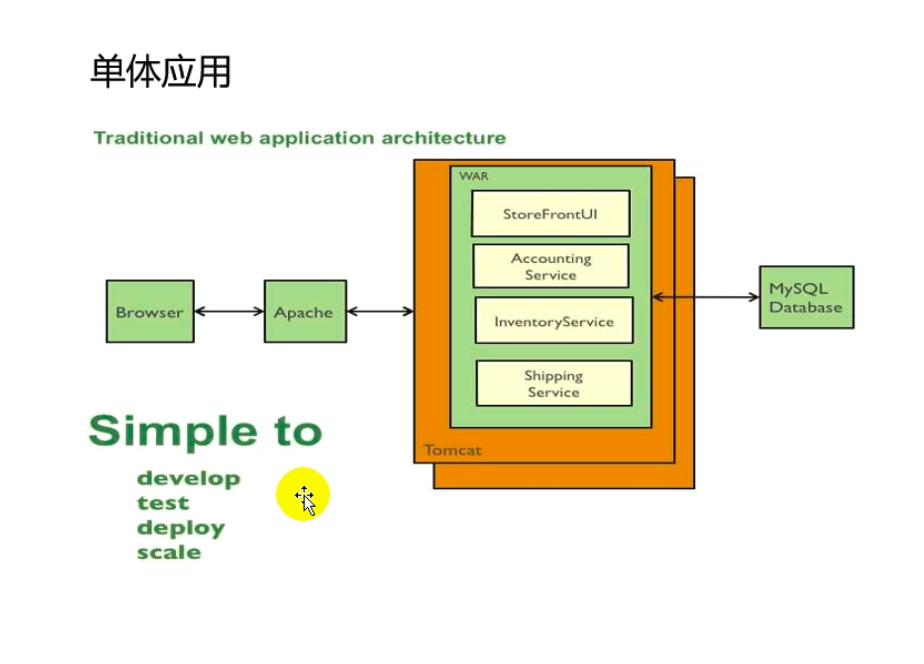 单体应用
Traditional web application architecture
WAR
StoreFrontUI
Accounting
Service
InventoryService
Shipping
Service
Tomcat
Browser
Apache
MySQL
Database
Simple to
develop
test
deploy
scale